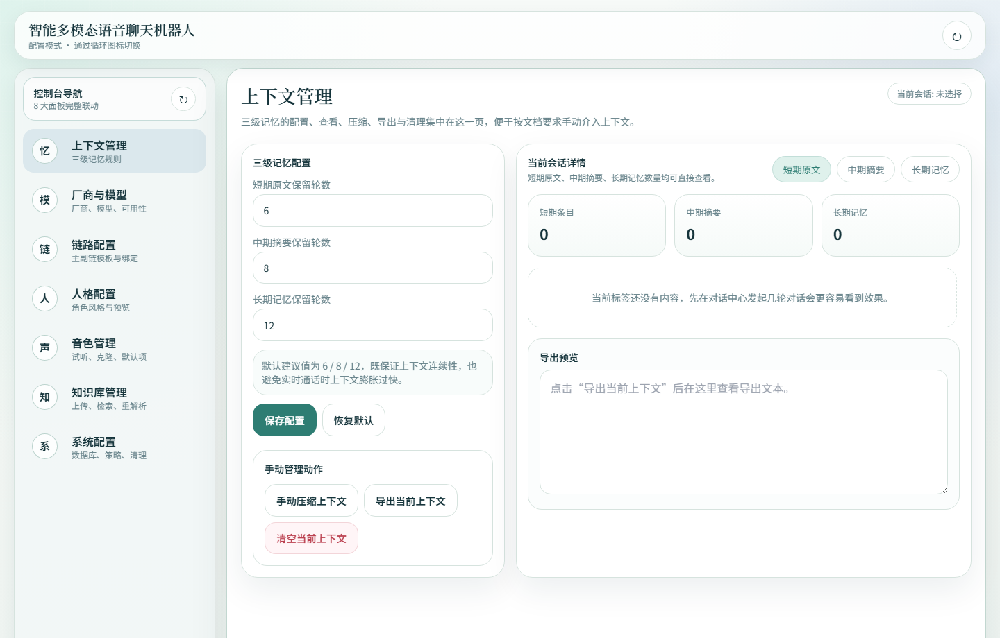 智能多模态语音聊天机器人
配置模式 · 通过循环图标切换
↻
控制台导航
8 大面板完整联动
↻
忆
上下文管理
三级记忆规则
模
厂商与模型
厂商、模型、可用性
链
链路配置
主副链模板与绑定
人
人格配置
角色风格与预览
声
音色管理
试听、克隆、默认项
知
知识库管理
上传、检索、重解析
系
系统配置
数据库、策略、清理
上下文管理
当前会话: 未选择
三级记忆的配置、查看、压缩、导出与清理集中在这一页，便于按文档要求手动介入上下文。
三级记忆配置
短期原文保留轮数
6
中期摘要保留轮数
8
长期记忆保留轮数
12
默认建议值为 6 / 8 / 12，既保证上下文连续性，也
避免实时通话时上下文膨胀过快。
保存配置
恢复默认
手动管理动作
手动压缩上下文
导出当前上下文
清空当前上下文
当前会话详情
短期原文、中期摘要、长期记忆数量均可直接查看。
短期原文
中期摘要
长期记忆
短期条目
0
中期摘要
0
长期记忆
0
当前标签还没有内容，先在对话中心发起几轮对话会更容易看到效果。
导出预览
点击“导出当前上下文”后在这里查看导出文本。